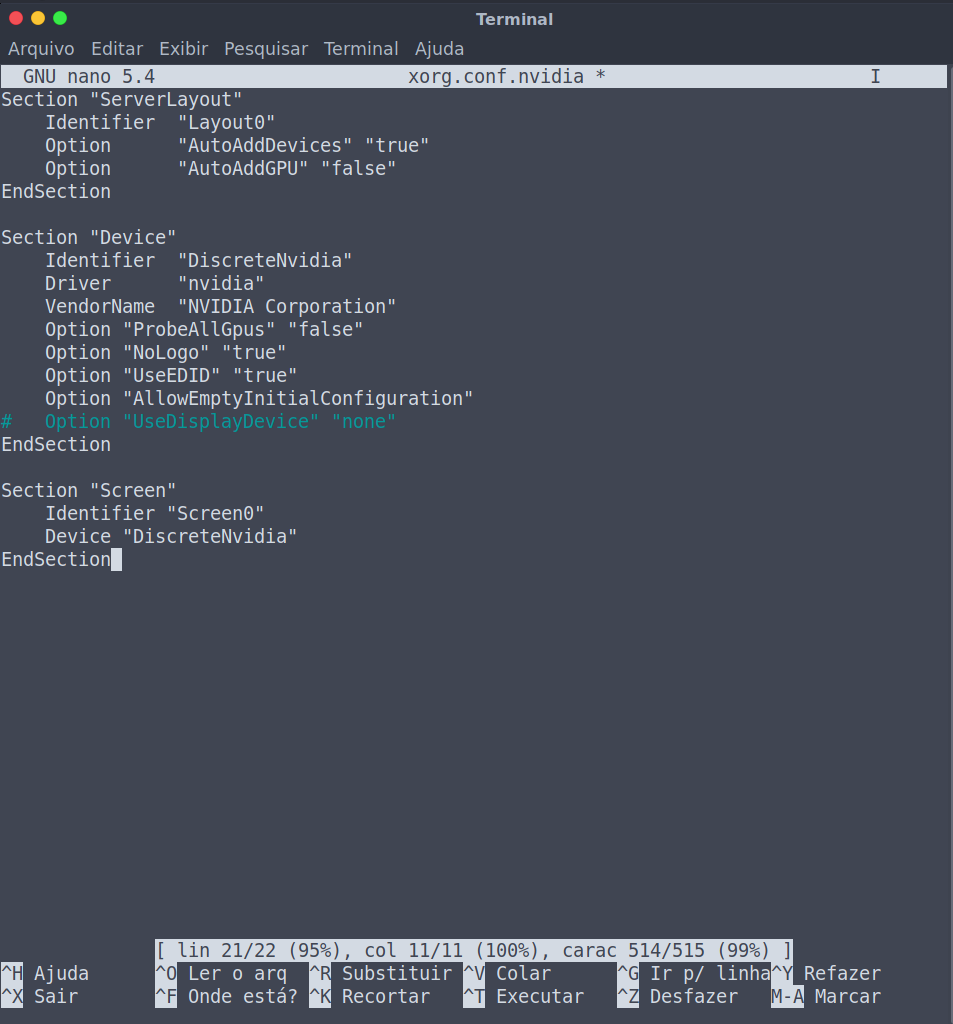 Terminal
Arquivo Editar Exibir Pesquisar Terminal Ajuda
GNU nano 5.4 xorg.conf.nvidia * I
Section "ServerLayout"
    Identifier  "Layout0"
    Option      "AutoAddDevices" "true"
    Option      "AutoAddGPU" "false"
EndSection

Section "Device"
    Identifier  "DiscreteNvidia"
    Driver      "nvidia"
    VendorName  "NVIDIA Corporation"
    Option "ProbeAllGpus" "false"
    Option "NoLogo" "true"
    Option "UseEDID" "true"
    Option "AllowEmptyInitialConfiguration"
#   Option "UseDisplayDevice" "none"
EndSection

Section "Screen"
    Identifier "Screen0"
    Device "DiscreteNvidia"
EndSection
[ lin 21/22 (95%), col 11/11 (100%), carac 514/515 (99%) ]
^H Ajuda ^O Ler o arq ^R Substituir ^V Colar ^G Ir p/ linha ^Y Refazer
^X Sair ^F Onde está? ^K Recortar ^T Executar ^Z Desfazer M-A Marcar